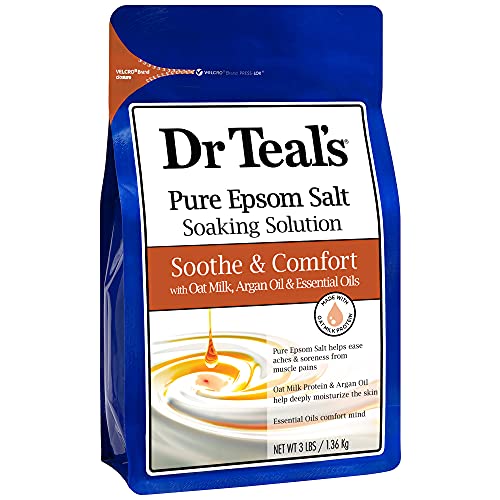 VELCRO® Brand
closure
VELCRO® Brand PRESS-LOK™
Dr Teal's®
Pure Epsom Salt
Soaking Solution
Soothe & Comfort
with Oat Milk, Argan Oil & Essential Oils
MADE WITH
OAT MILK PROTEIN
Pure Epsom Salt helps ease
aches & soreness from
muscle pains
Oat Milk Protein & Argan Oil
help deeply moisturize the skin
Essential Oils comfort mind
NET WT 3 LBS / 1.36 Kg